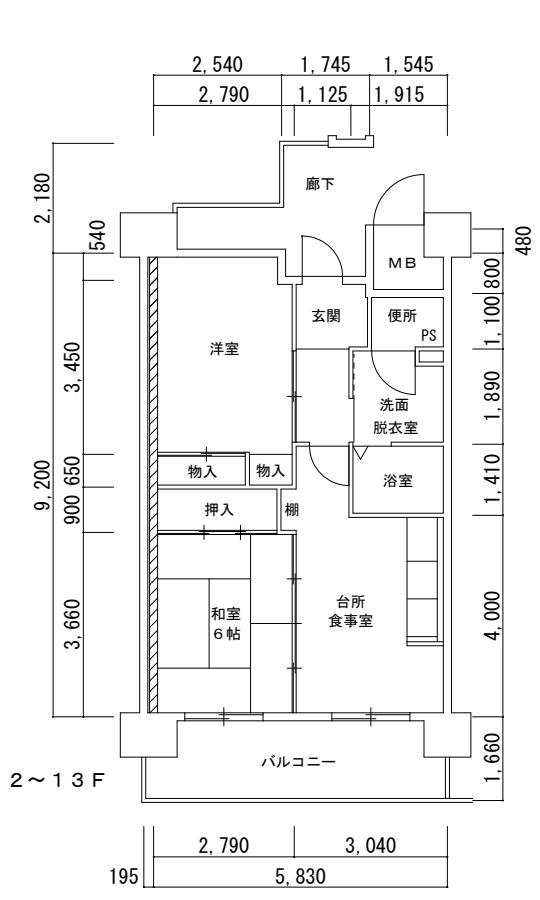 2,540 1,745 1,545
2,790 1,125 1,915
2,180
540
480
廊下
MB
800
玄関
便所
PS
1,100
洋室
3,450
洗面
脱衣室
1,890
9,200
650
物入
物入
浴室
1,410
900
押入
棚
和室
6帖
台所
食事室
3,660
4,000
バルコニー
1,660
2～13F
2,790 3,040
195 5,830